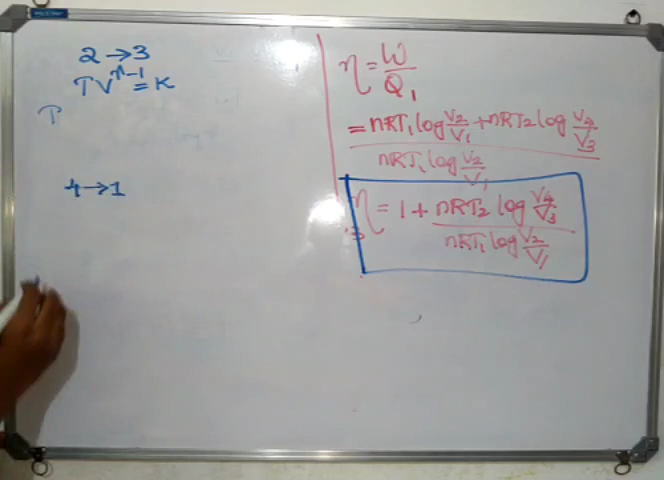 2 → 3
TV^γ-1 = K
T
4 → 1
η = W/Q₁
= nRT₁ log V₂/V₁ + nRT₂ log V₄/V₃
nRT₁ log V₂/V₁
η = 1 + nRT₂ log V₄/V₃
nRT₁ log V₂/V₁